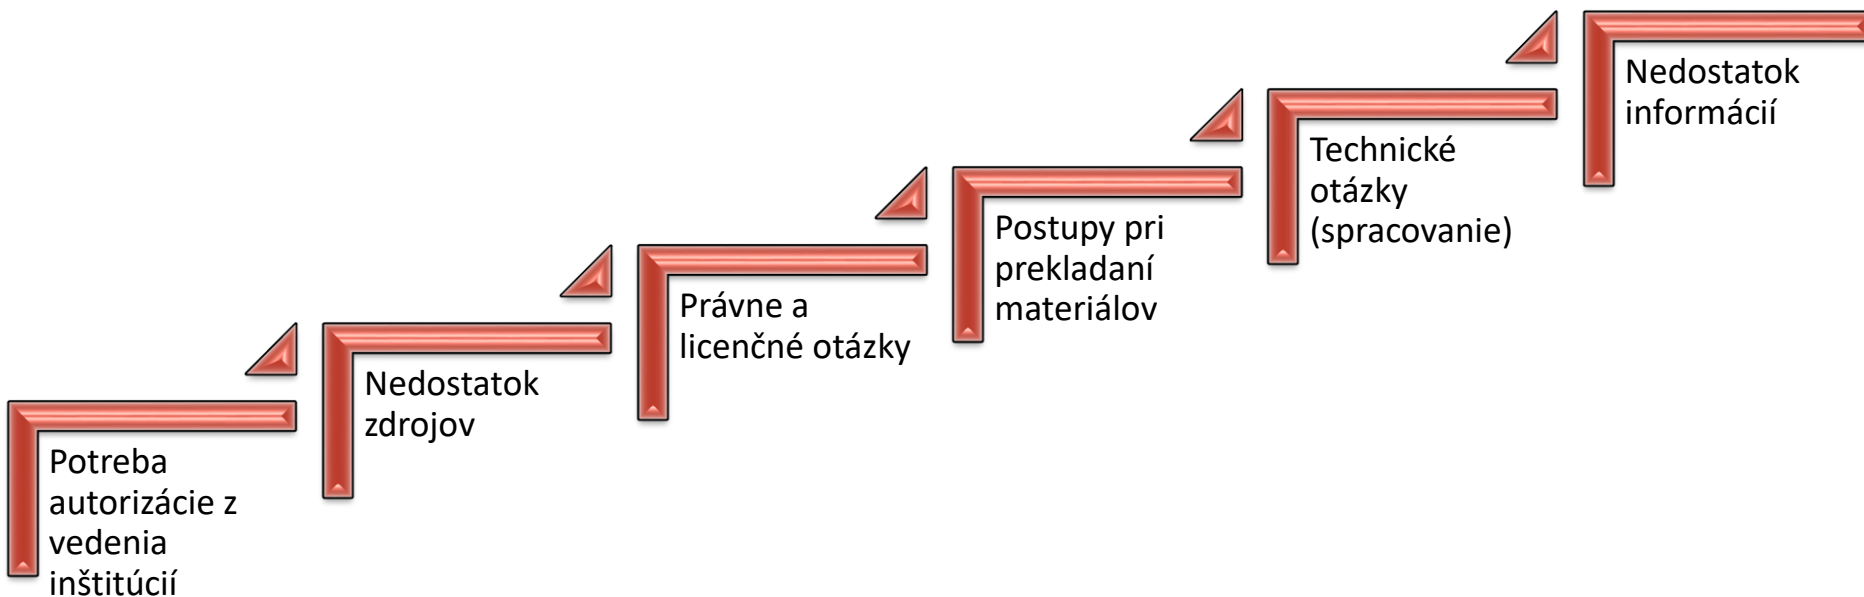 Potreba
autorizácie z
vedenia
inštitúcií
Nedostatok
zdrojov
Právne a
licenčné otázky
Postupy pri
prekladaní
materiálov
Technické
otázky
(spracovanie)
Nedostatok
informácií